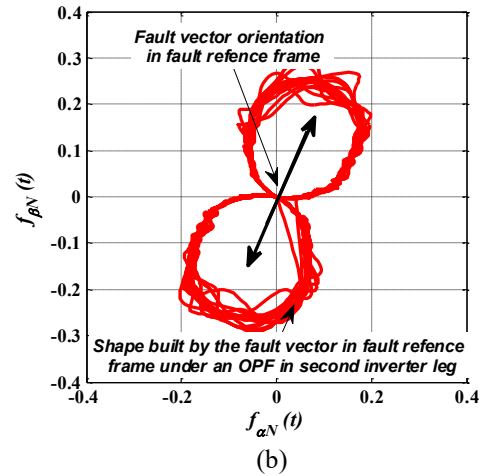 0.4
Fault vector orientation
in fault refence frame
0.3
0.2
0.1
0
-0.1
-0.2
-0.3
Shape built by the fault vector in fault refence
frame under an OPF in second inverter leg
-0.4
-0.4 -0.2 0 0.2 0.4
f_βN (t)
f_αN (t)
(b)